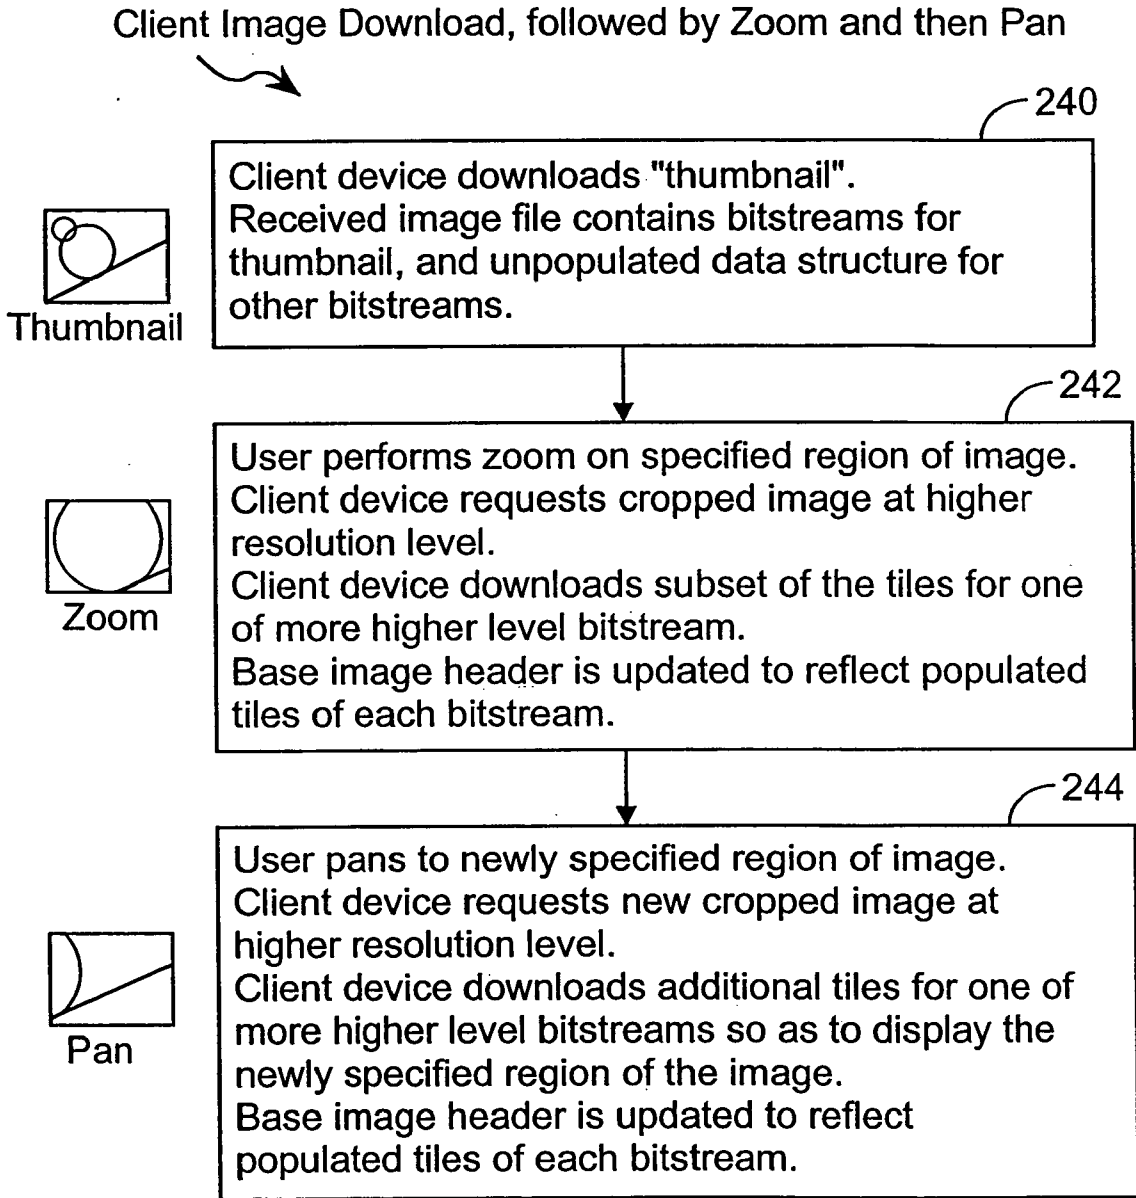 Client Image Download, followed by Zoom and then Pan
240
Client device downloads "thumbnail".
Received image file contains bitstreams for
thumbnail, and unpopulated data structure for
other bitstreams.
Thumbnail
242
User performs zoom on specified region of image.
Client device requests cropped image at higher
resolution level.
Client device downloads subset of the tiles for one
of more higher level bitstream.
Base image header is updated to reflect populated
tiles of each bitstream.
Zoom
244
User pans to newly specified region of image.
Client device requests new cropped image at
higher resolution level.
Client device downloads additional tiles for one of
more higher level bitstreams so as to display the
newly specified region of the image.
Base image header is updated to reflect
populated tiles of each bitstream.
Pan